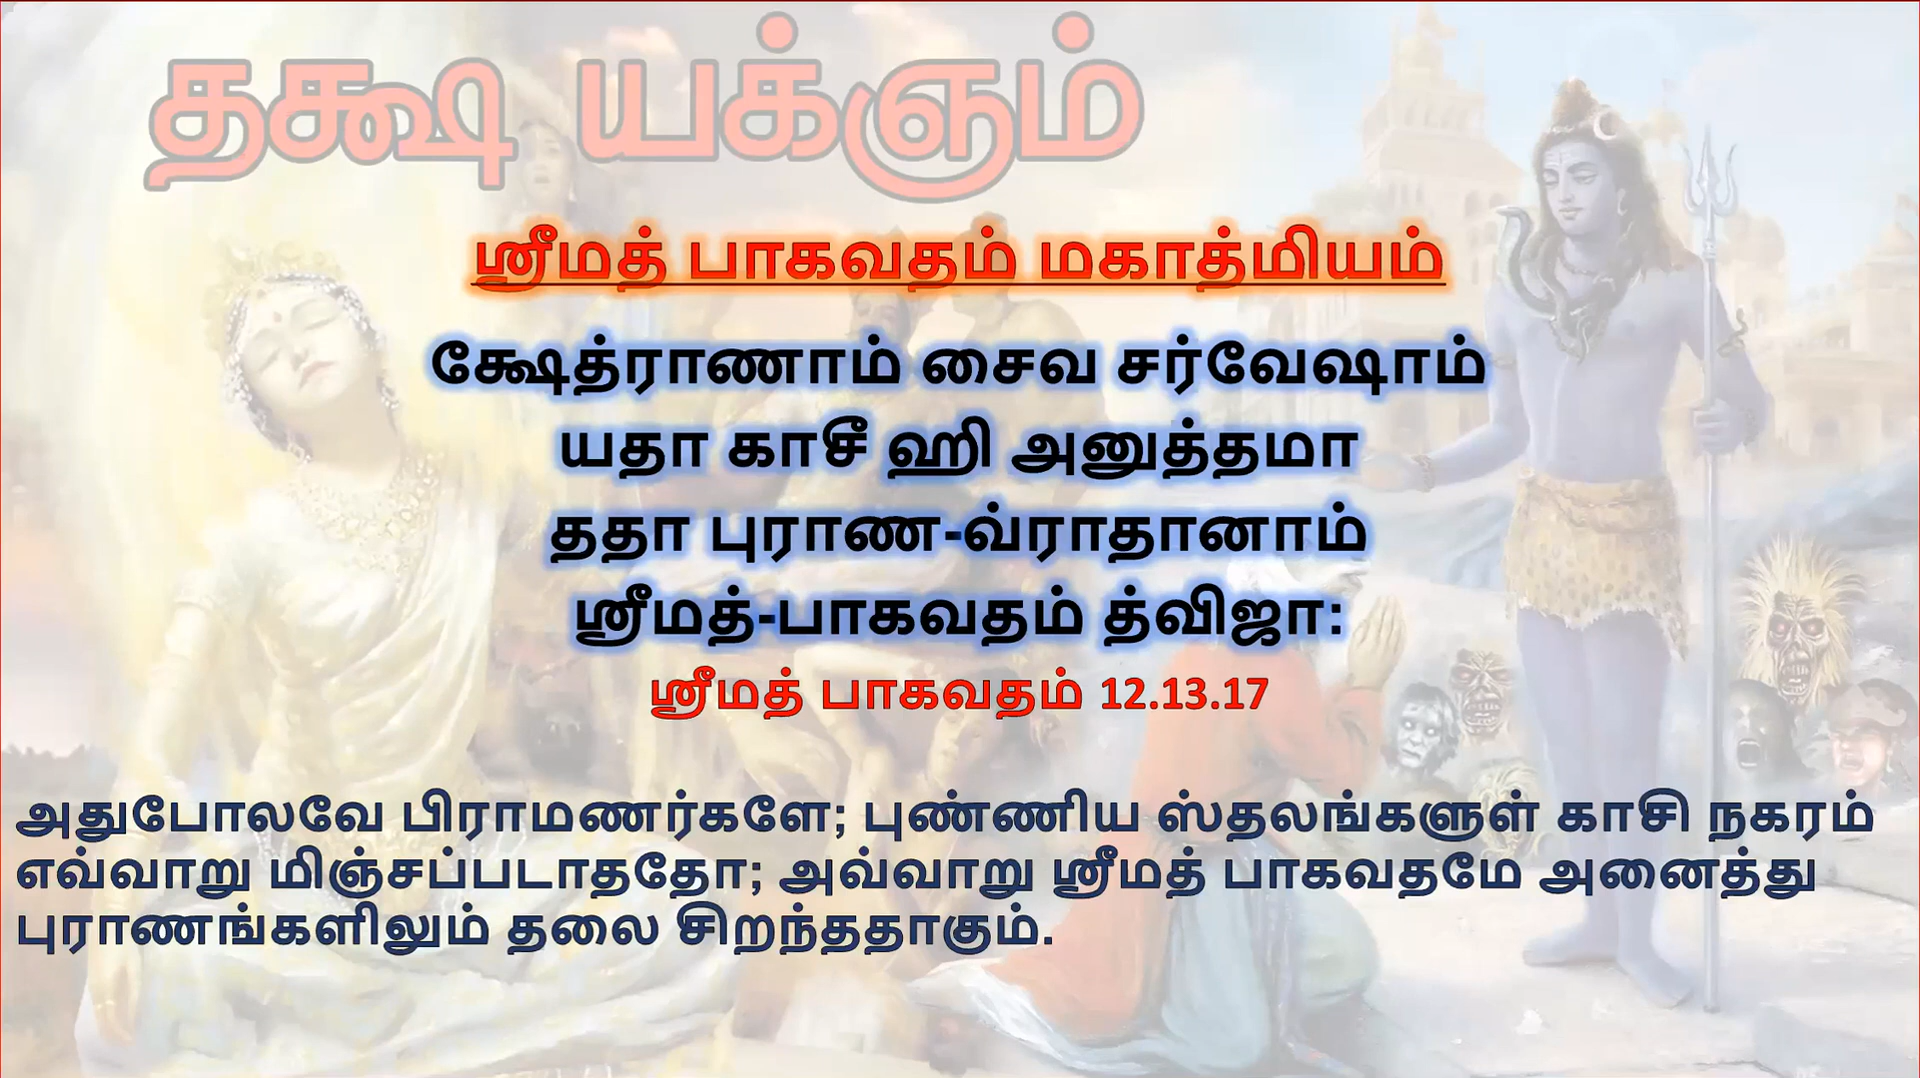 தக்ஷ யக்ஞம்
ஸ்ரீமத் பாகவதம் மகாத்மியம்
க்ஷேத்ராணாம் சைவ சர்வேஷாம்
யதா காசீ ஹி அனுத்தமா
ததா புராண-வ்ராதானாம்
ஸ்ரீமத்-பாகவதம் த்விஜா:
ஸ்ரீமத் பாகவதம் 12.13.17
அதுபோலவே பிராமணர்களே; புண்ணிய ஸ்தலங்களுள் காசி நகரம்
எவ்வாறு மிஞ்சப்படாததோ; அவ்வாறு ஸ்ரீமத் பாகவதமே அனைத்து
புராணங்களிலும் தலை சிறந்ததாகும்.